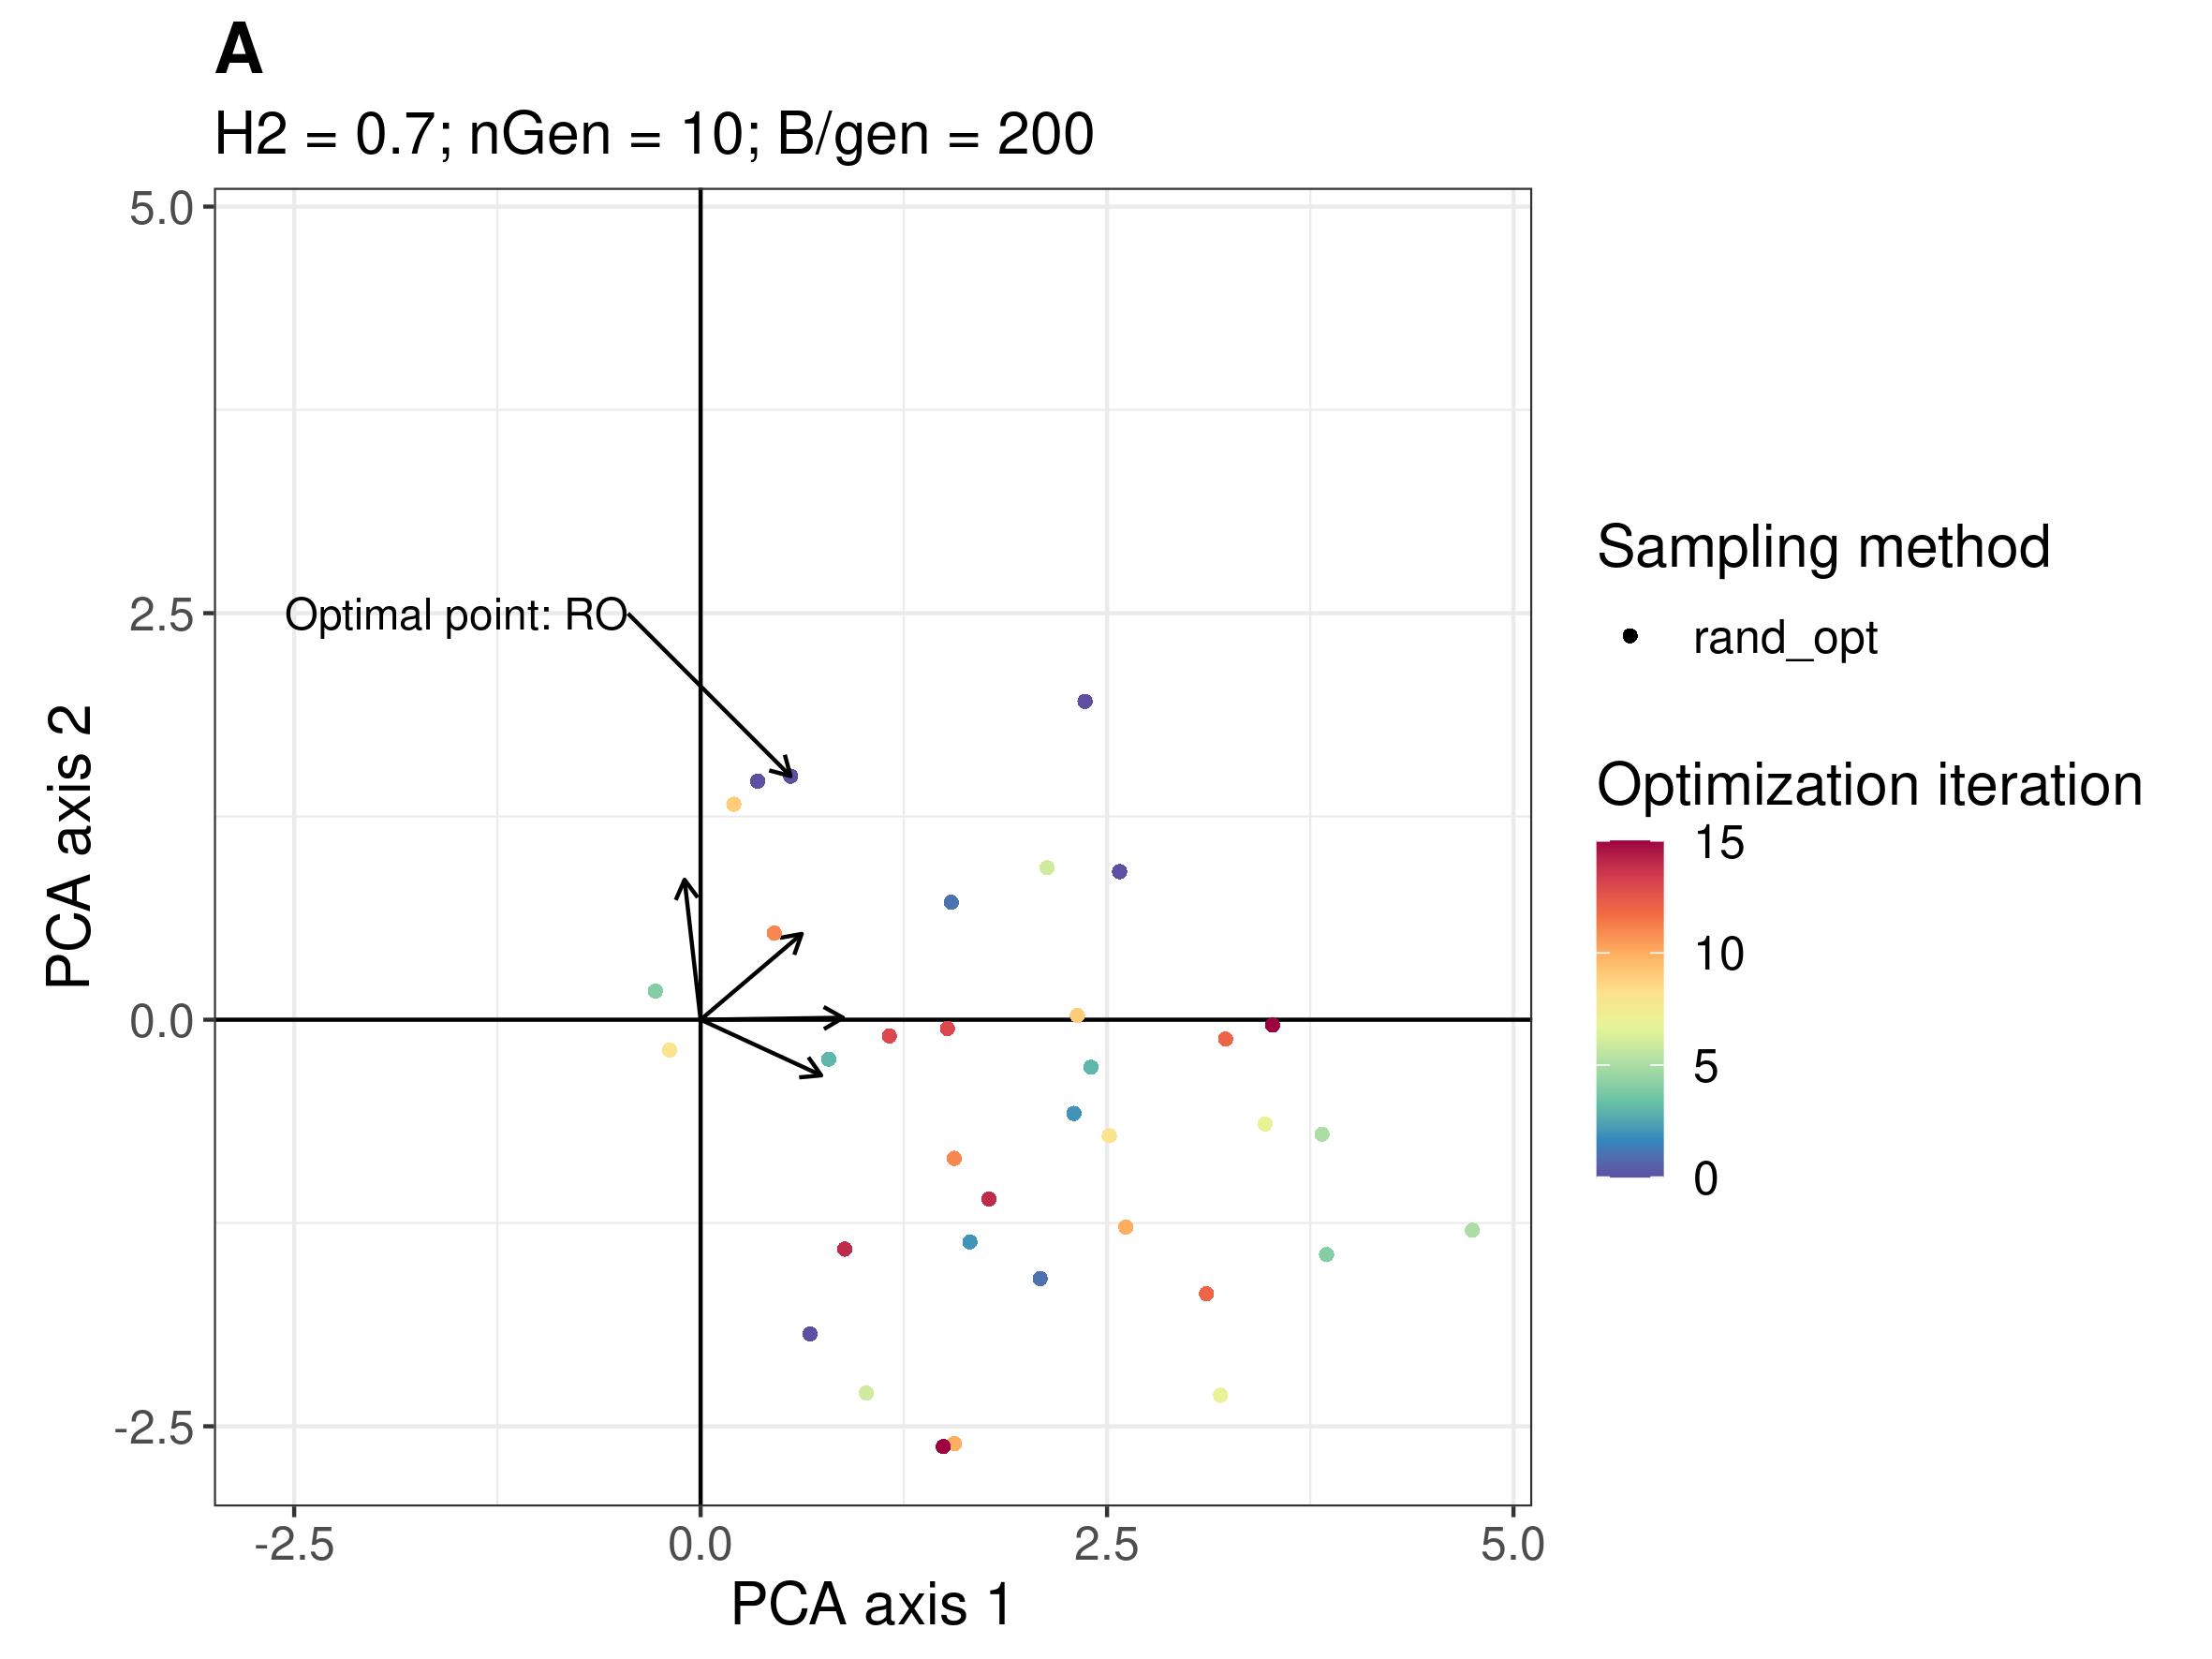 A
H2 = 0.7; nGen = 10; B/gen = 200
5.0
2.5
0.0
-2.5
PCA axis 2
Optimal point: RO
-2.5
0.0
2.5
5.0
PCA axis 1
Sampling method
rand_opt
Optimization iteration
15
10
5
0